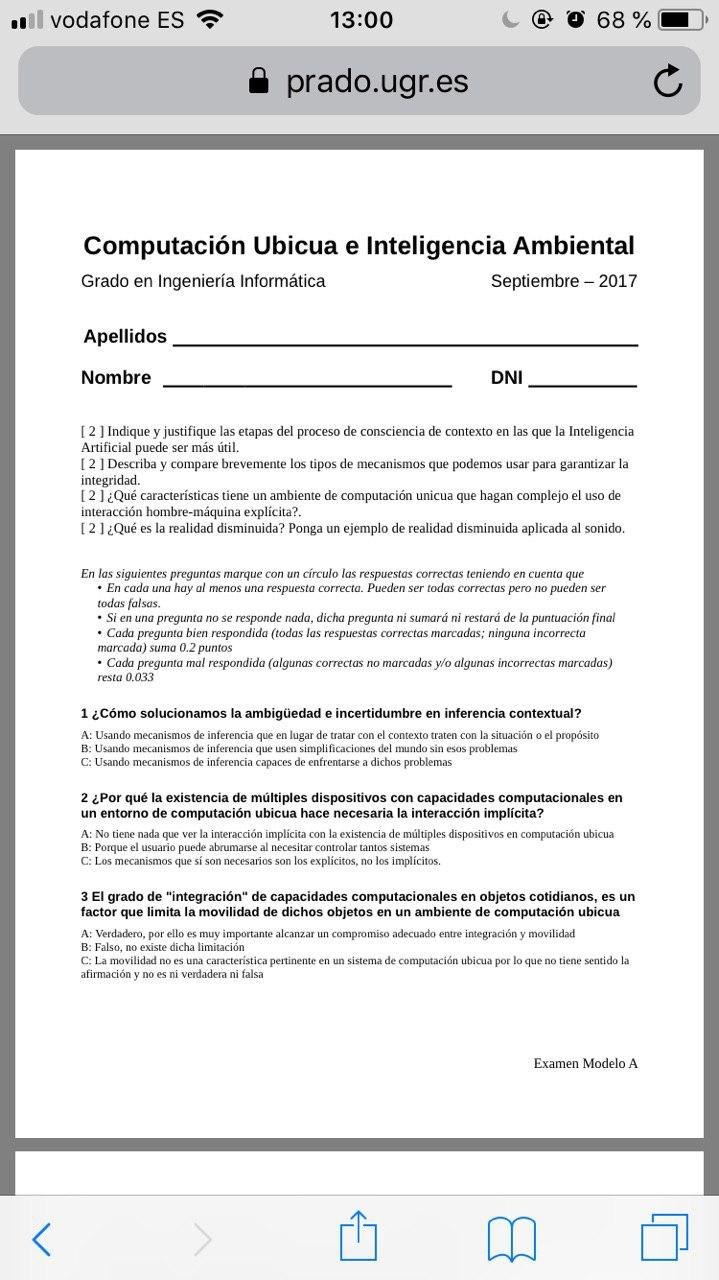 vodafone ES 13:00 68 %
prado.ugr.es
Computación Ubicua e Inteligencia Ambiental
Grado en Ingeniería Informática Septiembre – 2017
Apellidos
Nombre DNI
[ 2 ] Indique y justifique las etapas del proceso de consciencia de contexto en las que la Inteligencia
Artificial puede ser más útil.
[ 2 ] Describa y compare brevemente los tipos de mecanismos que podemos usar para garantizar la
integridad.
[ 2 ] ¿Qué características tiene un ambiente de computación unicua que hagan complejo el uso de
interacción hombre-máquina explícita?.
[ 2 ] ¿Qué es la realidad disminuida? Ponga un ejemplo de realidad disminuida aplicada al sonido.
En las siguientes preguntas marque con un círculo las respuestas correctas teniendo en cuenta que
• En cada una hay al menos una respuesta correcta. Pueden ser todas correctas pero no pueden ser
todas falsas.
• Si en una pregunta no se responde nada, dicha pregunta ni sumará ni restará de la puntuación final
• Cada pregunta bien respondida (todas las respuestas correctas marcadas; ninguna incorrecta
marcada) suma 0.2 puntos
• Cada pregunta mal respondida (algunas correctas no marcadas y/o algunas incorrectas marcadas)
resta 0.033
1 ¿Cómo solucionamos la ambigüedad e incertidumbre en inferencia contextual?
A: Usando mecanismos de inferencia que en lugar de tratar con el contexto traten con la situación o el propósito
B: Usando mecanismos de inferencia que usen simplificaciones del mundo sin esos problemas
C: Usando mecanismos de inferencia capaces de enfrentarse a dichos problemas
2 ¿Por qué la existencia de múltiples dispositivos con capacidades computacionales en
un entorno de computación ubicua hace necesaria la interacción implícita?
A: No tiene nada que ver la interacción implícita con la existencia de múltiples dispositivos en computación ubicua
B: Porque el usuario puede abrumarse al necesitar controlar tantos sistemas
C: Los mecanismos que sí son necesarios son los explícitos, no los implícitos.
3 El grado de "integración" de capacidades computacionales en objetos cotidianos, es un
factor que limita la movilidad de dichos objetos en un ambiente de computación ubicua
A: Verdadero, por ello es muy importante alcanzar un compromiso adecuado entre integración y movilidad
B: Falso, no existe dicha limitación
C: La movilidad no es una característica pertinente en un sistema de computación ubicua por lo que no tiene sentido la
afirmación y no es ni verdadera ni falsa
Examen Modelo A